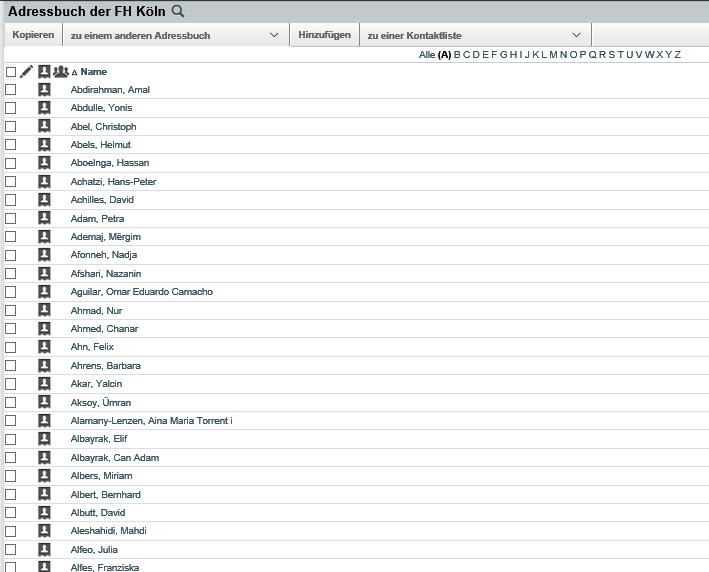 Adressbuch der FH Köln
Kopieren zu einem anderen Adressbuch Hinzufügen zu einer Kontaktliste
Alle (A) B C D E F G H I J K L M N O P Q R S T U V W X Y Z
Name
Abdirahman, Amal
Abdulle, Yonis
Abel, Christoph
Abels, Helmut
Aboelnga, Hassan
Achatzi, Hans-Peter
Achilles, David
Adam, Petra
Ademaj, Mërgim
Afonneh, Nadja
Afshari, Nazanin
Aguilar, Omar Eduardo Camacho
Ahmad, Nur
Ahmed, Chanar
Ahn, Felix
Ahrens, Barbara
Akar, Yalcin
Aksoy, Ümran
Alamany-Lenzen, Aina Maria Torrent i
Albayrak, Elif
Albayrak, Can Adam
Albers, Miriam
Albert, Bernhard
Albutt, David
Aleshahidi, Mahdi
Alfeo, Julia
Alfes, Franziska